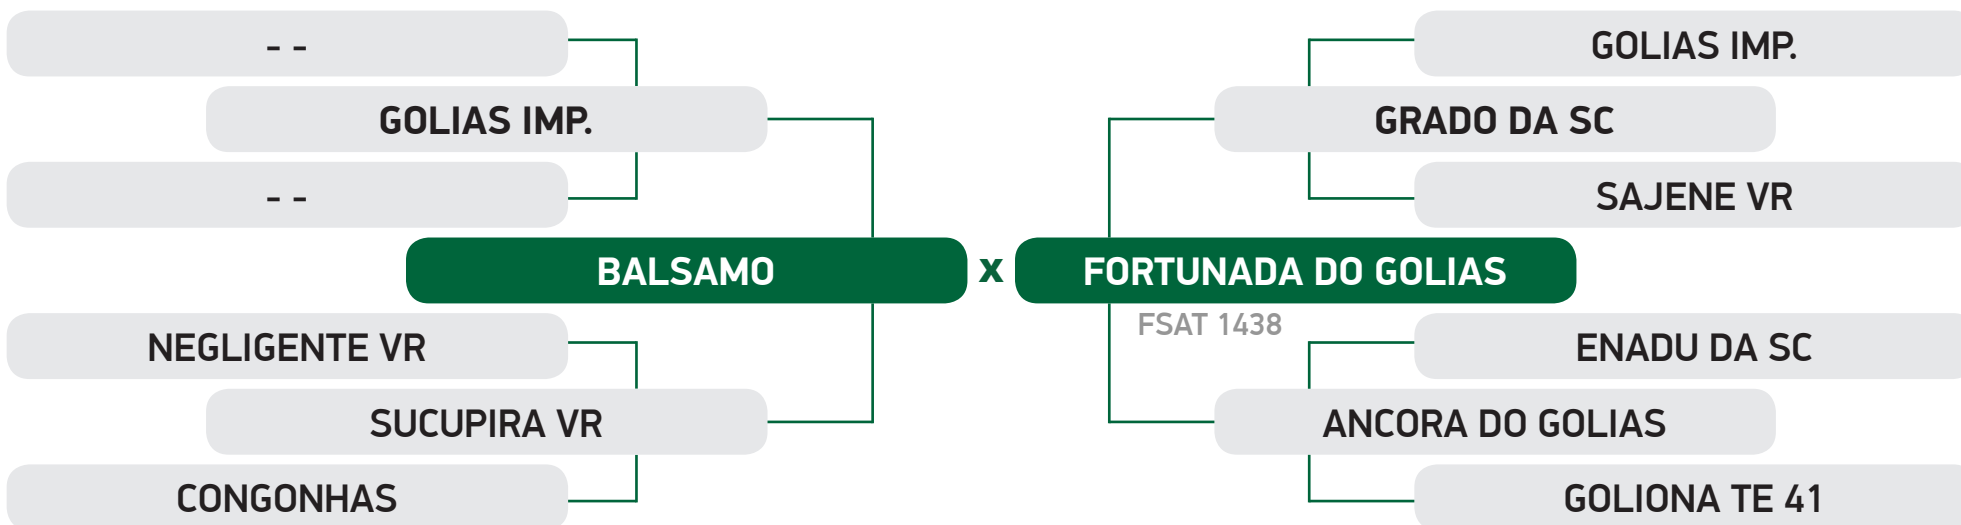 - -
GOLIAS IMP.
GOLIAS IMP.
GRADO DA SC
- -
SAJENE VR
BALSAMO x FORTUNADA DO GOLIAS
FSAT 1438
NEGLIGENTE VR
ENADU DA SC
SUCUPIRA VR
ANCORA DO GOLIAS
CONGONHAS
GOLIONA TE 41